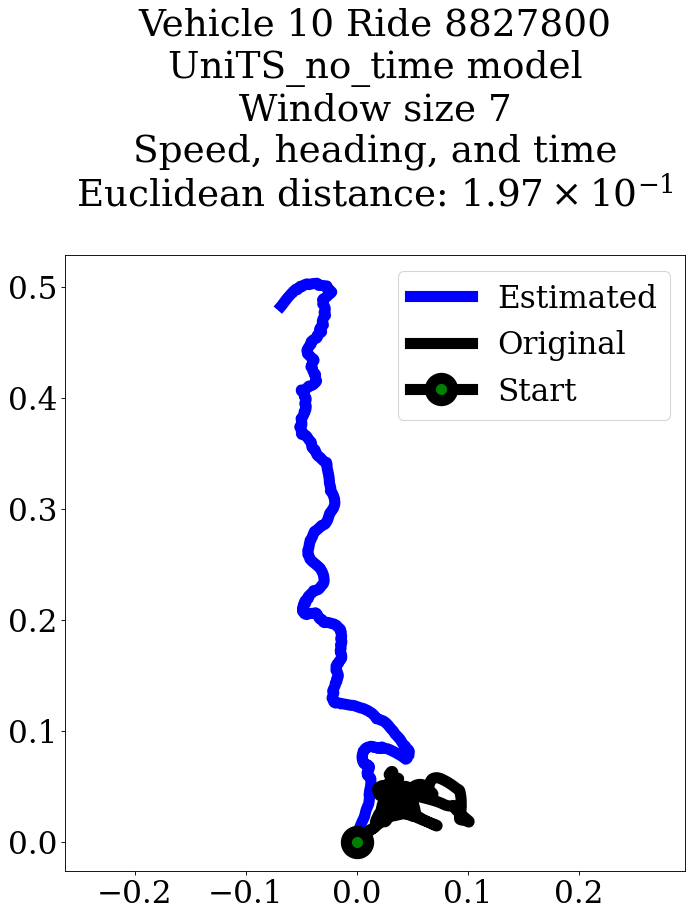 Vehicle 10 Ride 8827800
UniTS_no_time model
Window size 7
Speed, heading, and time
Euclidean distance: 1.97 × 10⁻¹
Estimated
Original
Start
0.5
0.4
0.3
0.2
0.1
0.0
−0.2 −0.1 0.0 0.1 0.2